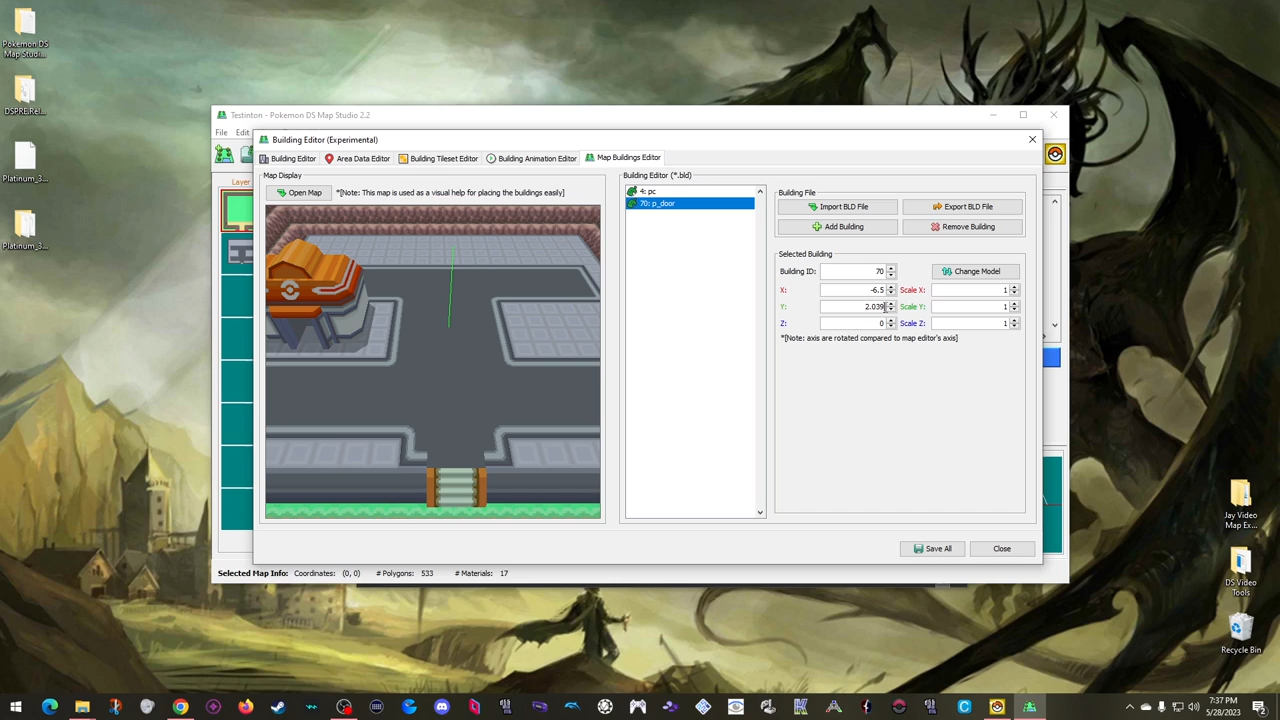 Pokemon DS
Map Studi...
DSPRE.Rel...
Platinum_3...
Platinum_3...
Testinton - Pokemon DS Map Studio 2.2
File Edit
Layer
Building Editor (Experimental)
Building Editor
Area Data Editor
Building Tileset Editor
Building Animation Editor
Map Buildings Editor
Map Display
Open Map
*[Note: This map is used as a visual help for placing the buildings easily]
Building Editor (*.bld)
4: pc
70: p_door
Building File
Import BLD File
Export BLD File
Add Building
Remove Building
Selected Building
Building ID: 70
Change Model
X: -6.5 Scale X: 1
Y: 2.039 Scale Y: 1
Z: 0 Scale Z: 1
*[Note: axis are rotated compared to map editor's axis]
Save All
Close
Selected Map Info: Coordinates: (0, 0) # Polygons: 533 # Materials: 17
Jay Video
Map Ex...
DS Video
Tools
Recycle Bin
7:37 PM
5/28/2023
2